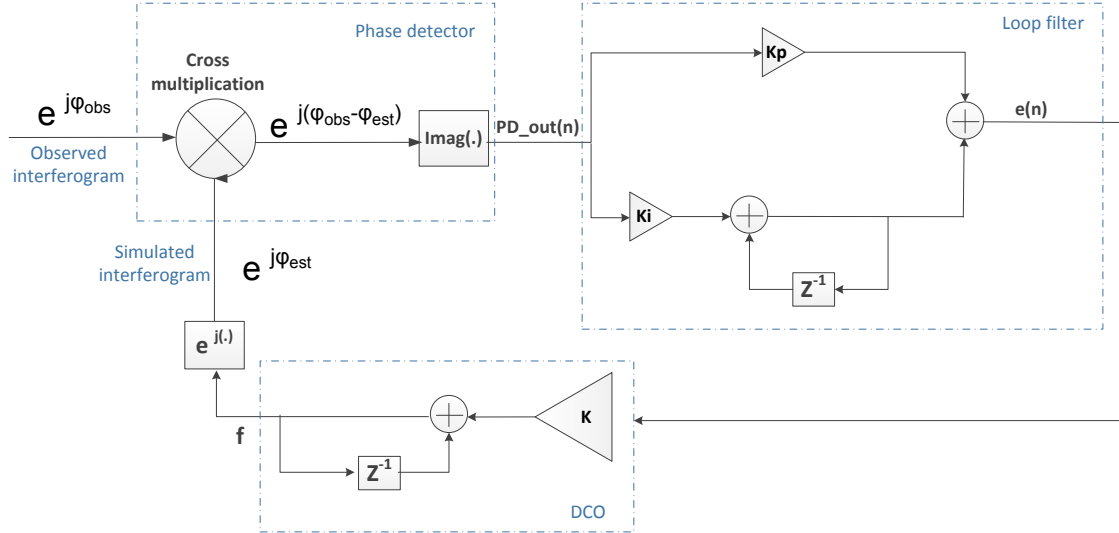 Phase detector
Loop filter
Cross
multiplication
Kp
e jφobs
e j(φobs-φest)
Imag(.)
PD_out(n)
e(n)
Observed
interferogram
Ki
Simulated
interferogram
e jφest
Z-1
e j(.)
K
f
Z-1
DCO